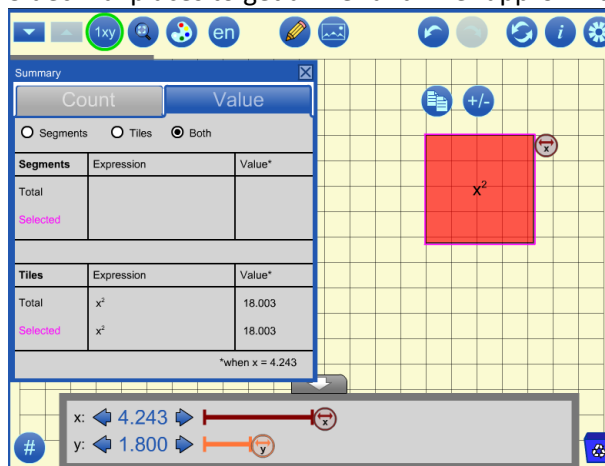 1xy en
Summary
Count Value
Segments Tiles Both
Segments Expression Value*
Total
Selected
Tiles Expression Value*
Total x² 18.003
Selected x² 18.003
*when x = 4.243
+/-
x
x²
x: 4.243 x
y: 1.800 y
#
i